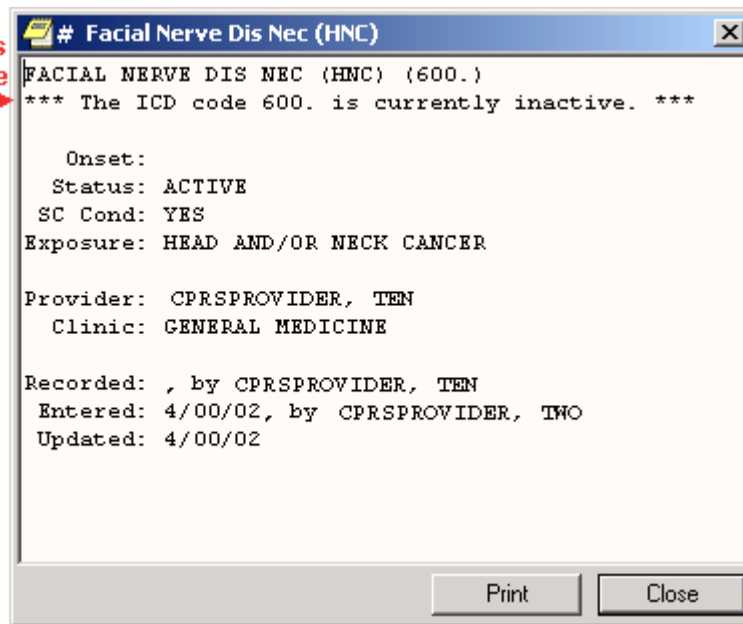 # Facial Nerve Dis Nec (HNC)
s
e
FACIAL NERVE DIS NEC (HNC) (600.)
*** The ICD code 600. is currently inactive. ***
Onset:
Status: ACTIVE
SC Cond: YES
Exposure: HEAD AND/OR NECK CANCER
Provider: CPRSPROVIDER, TEN
Clinic: GENERAL MEDICINE
Recorded: , by CPRSPROVIDER, TEN
Entered: 4/00/02, by CPRSPROVIDER, TWO
Updated: 4/00/02
Print Close